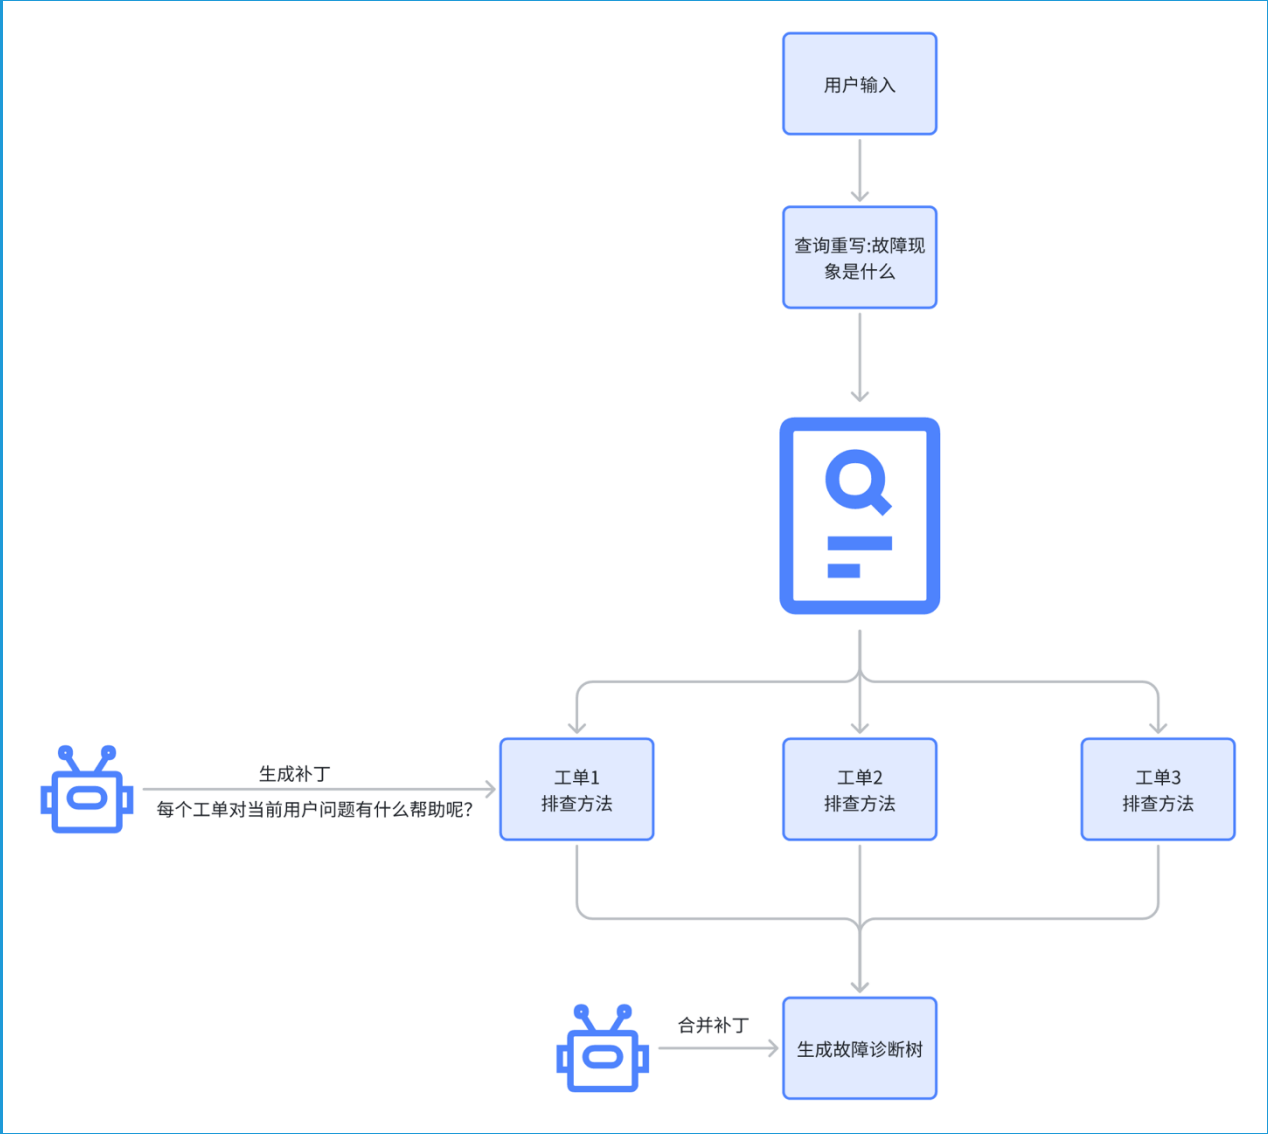 用户输入
查询重写:故障现
象是什么
生成补丁
每个工单对当前用户问题有什么帮助呢?
工单1
排查方法
工单2
排查方法
工单3
排查方法
合并补丁
生成故障诊断树